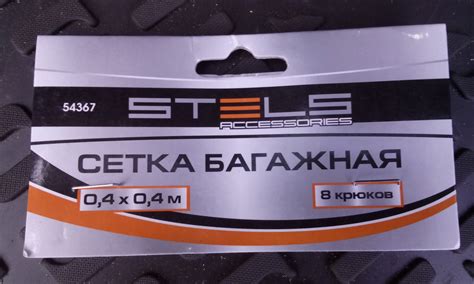 54367
STELS
ACCESSORIES
СЕТКА БАГАЖНАЯ
0,4 х 0,4 м
8 крюков